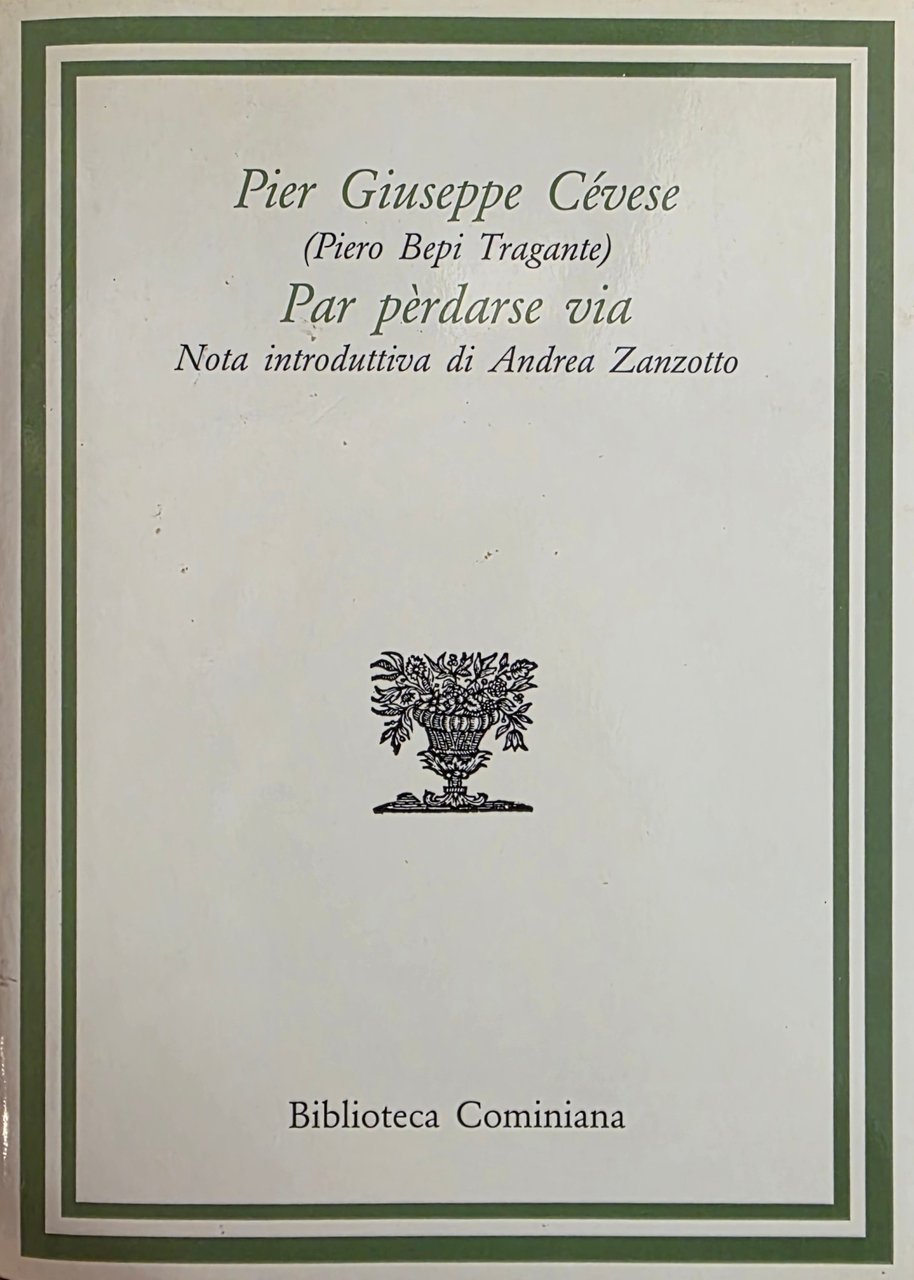 Pier Giuseppe Cévese
(Piero Bepi Tragante)
Par pèrdarse via
Nota introduttiva di Andrea Zanzotto
Biblioteca Cominiana